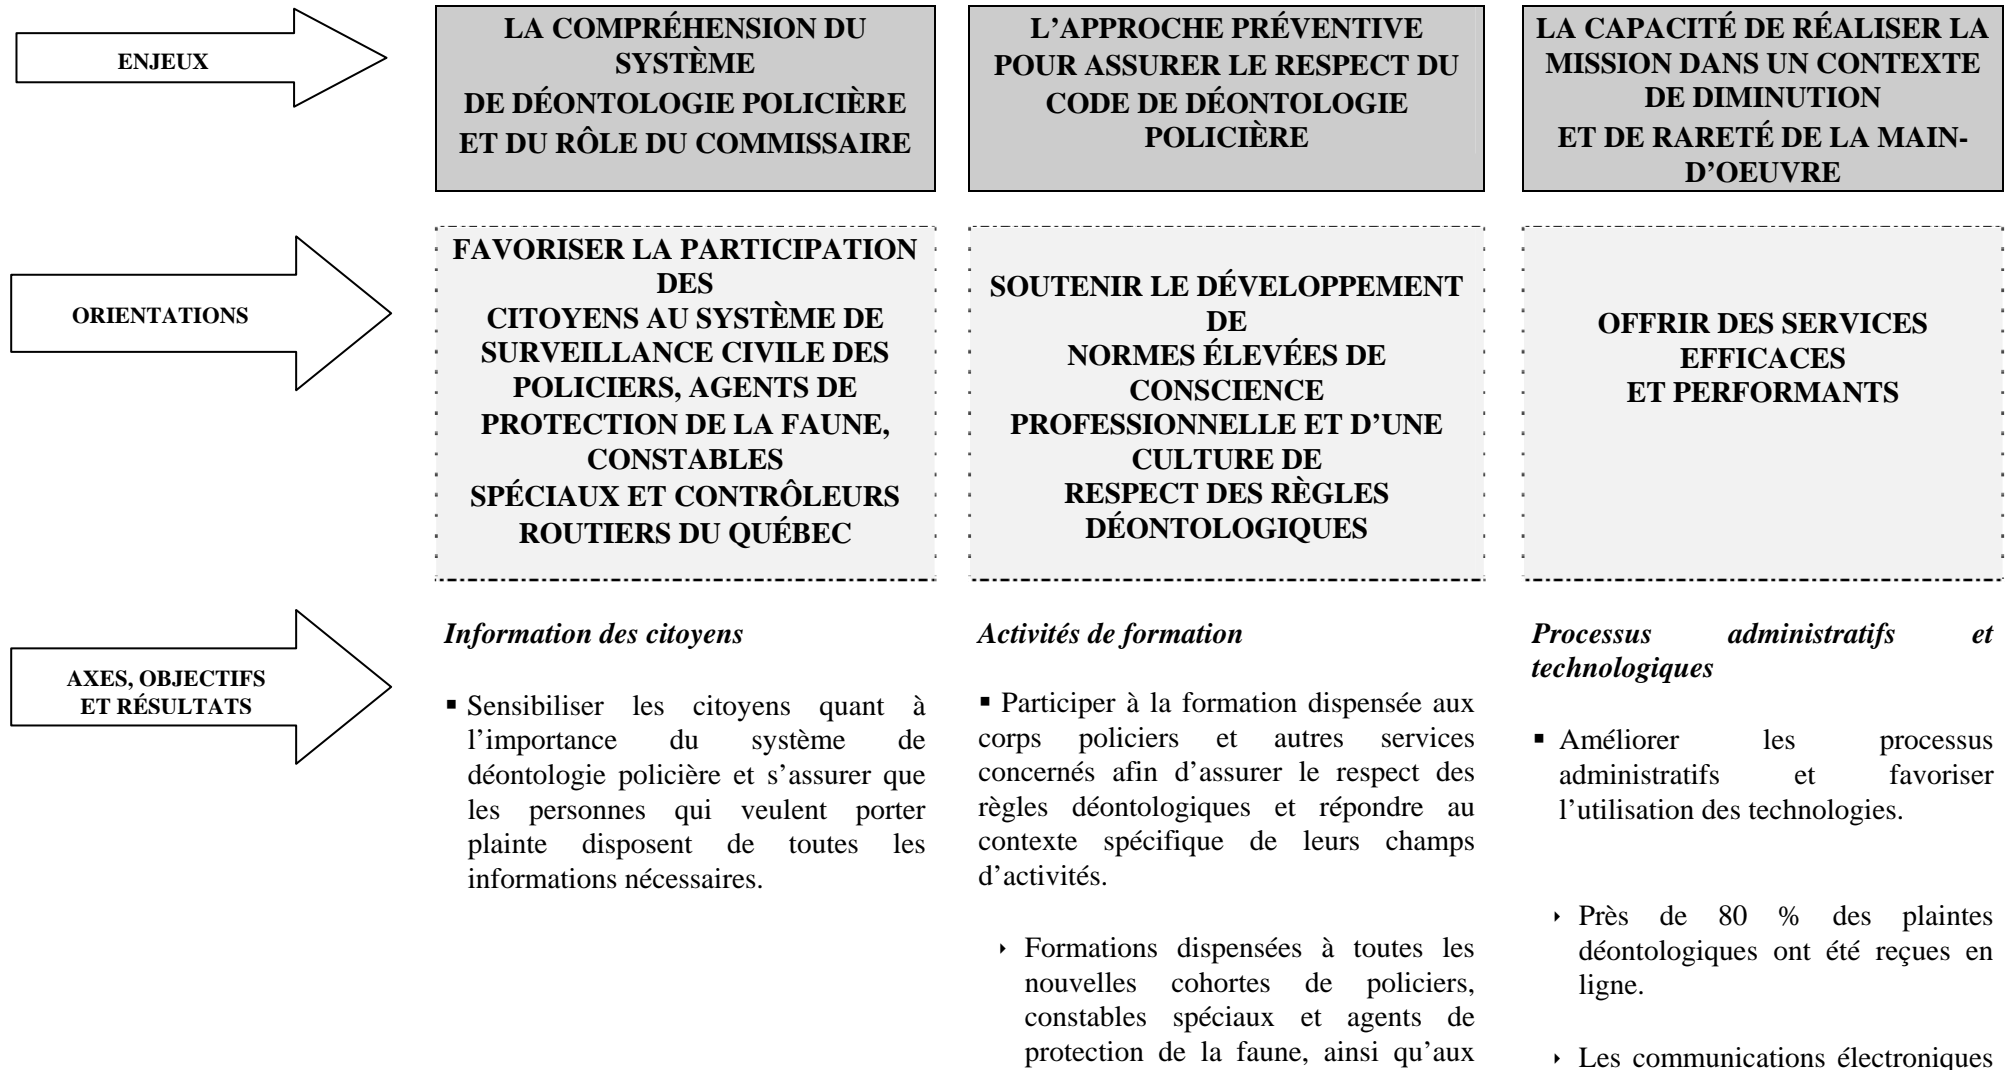 ENJEUX
LA COMPRÉHENSION DU
SYSTÈME
DE DÉONTOLOGIE POLICIÈRE
ET DU RÔLE DU COMMISSAIRE
L’APPROCHE PRÉVENTIVE
POUR ASSURER LE RESPECT DU
CODE DE DÉONTOLOGIE
POLICIÈRE
LA CAPACITÉ DE RÉALISER LA
MISSION DANS UN CONTEXTE
DE DIMINUTION
ET DE RARETÉ DE LA MAIN-
D’OEUVRE
ORIENTATIONS
FAVORISER LA PARTICIPATION
DES
CITOYENS AU SYSTÈME DE
SURVEILLANCE CIVILE DES
POLICIERS, AGENTS DE
PROTECTION DE LA FAUNE,
CONSTABLES
SPÉCIAUX ET CONTRÔLEURS
ROUTIERS DU QUÉBEC
SOUTENIR LE DÉVELOPPEMENT
DE
NORMES ÉLEVÉES DE
CONSCIENCE
PROFESSIONNELLE ET D’UNE
CULTURE DE
RESPECT DES RÈGLES
DÉONTOLOGIQUES
OFFRIR DES SERVICES
EFFICACES
ET PERFORMANTS
AXES, OBJECTIFS
ET RÉSULTATS
Information des citoyens
▪ Sensibiliser les citoyens quant à
l’importance du système de
déontologie policière et s’assurer que
les personnes qui veulent porter
plainte disposent de toutes les
informations nécessaires.
Activités de formation
▪ Participer à la formation dispensée aux
corps policiers et autres services
concernés afin d’assurer le respect des
règles déontologiques et répondre au
contexte spécifique de leurs champs
d’activités.
‣ Formations dispensées à toutes les
nouvelles cohortes de policiers,
constables spéciaux et agents de
protection de la faune, ainsi qu’aux
Processus administratifs et
technologiques
▪ Améliorer les processus
administratifs et favoriser
l’utilisation des technologies.
‣ Près de 80 % des plaintes
déontologiques ont été reçues en
ligne.
‣ Les communications électroniques